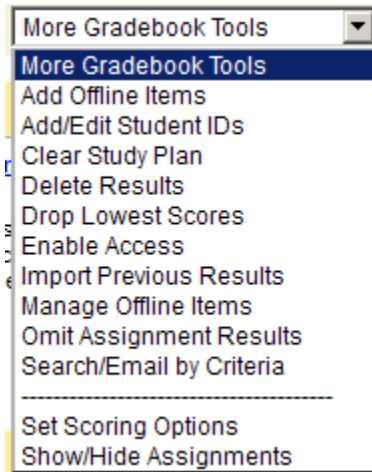 More Gradebook Tools
More Gradebook Tools
Add Offline Items
Add/Edit Student IDs
Clear Study Plan
Delete Results
Drop Lowest Scores
Enable Access
Import Previous Results
Manage Offline Items
Omit Assignment Results
Search/Email by Criteria
----------------------------------------
Set Scoring Options
Show/Hide Assignments